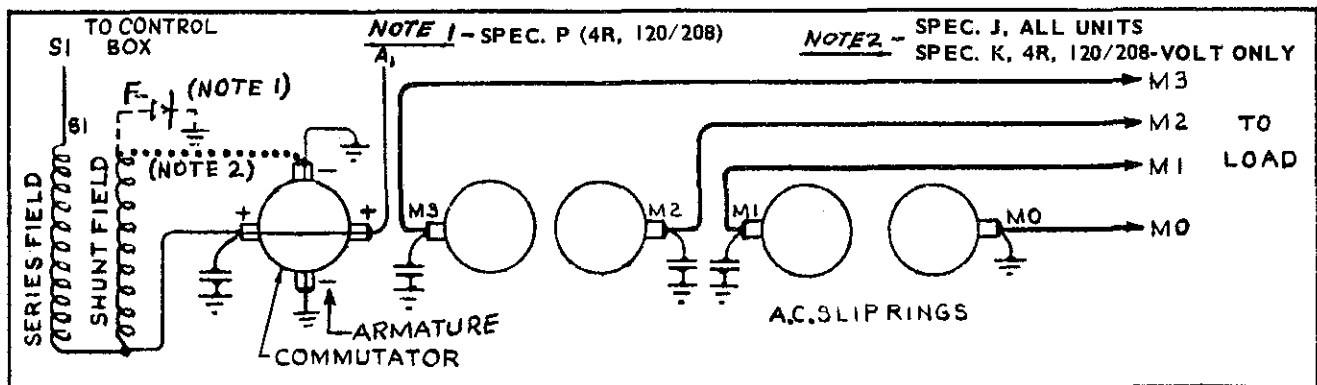 TO CONTROL
BOX
S1
NOTE 1 - SPEC. P (4R, 120/208)
NOTE 2 - SPEC. J, ALL UNITS
SPEC. K, 4R, 120/208-VOLT ONLY
A1
F- (NOTE 1)
S1
(NOTE 2)
SERIES FIELD
SHUNT FIELD
+
-
+
-
ARMATURE
COMMUTATOR
M3
M2
M1
M0
M3
M2
M1
M0
TO
LOAD
A.C. SLIP RINGS